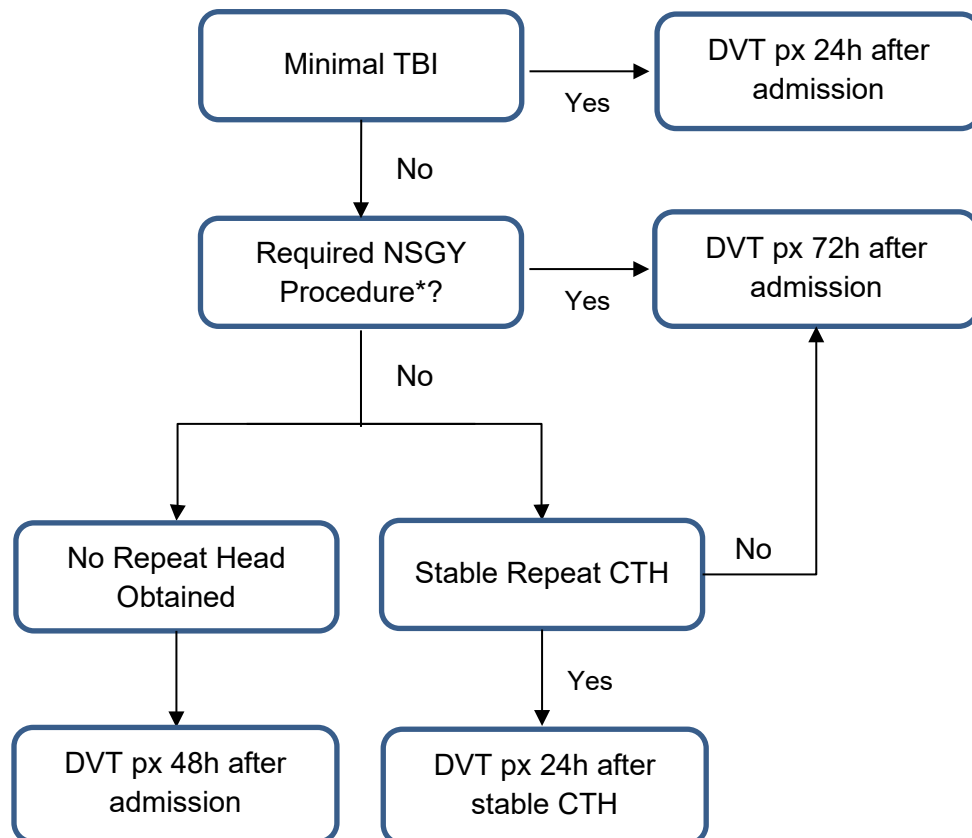 Minimal TBI
Yes
DVT px 24h after
admission
No
Required NSGY
Procedure*?
Yes
DVT px 72h after
admission
No
No Repeat Head
Obtained
Stable Repeat CTH
No
Yes
DVT px 48h after
admission
DVT px 24h after
stable CTH